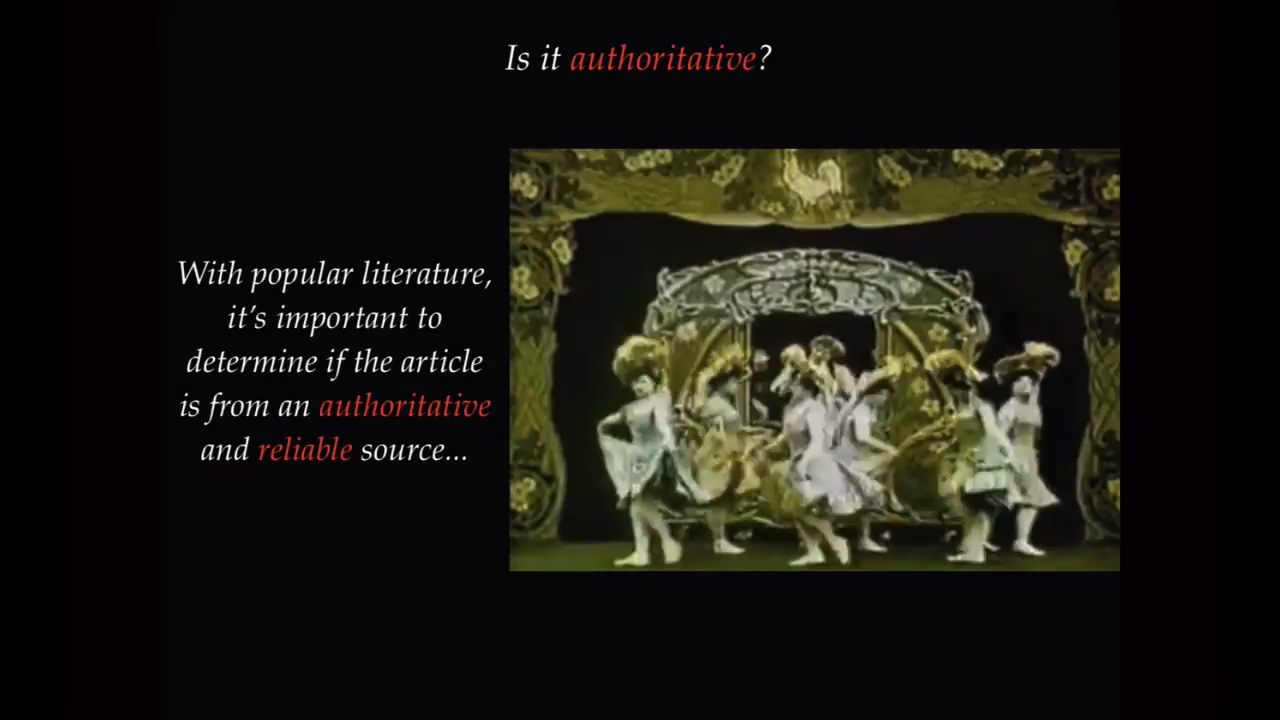 Is it authoritative?
With popular literature,
it's important to
determine if the article
is from an authoritative
and reliable source...